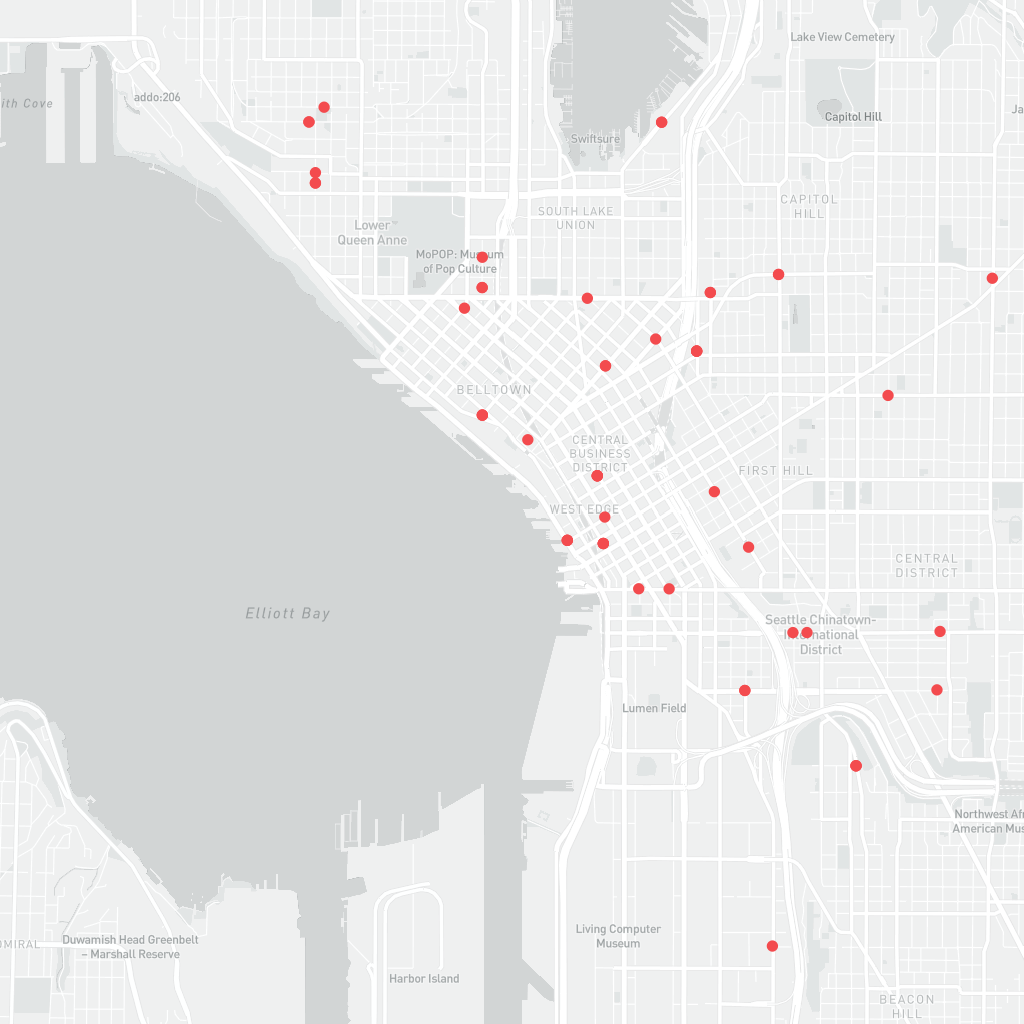 Lake View Cemetery
ith Cove
addo:206
Ja
Capitol Hill
Swiftsure
CAPITOL
HILL
SOUTH LAKE
UNION
Lower
Queen Anne
MoPOP: Museum
of Pop Culture
BELLTOWN
CENTRAL
BUSINESS
DISTRICT
FIRST HILL
WEST EDGE
CENTRAL
DISTRICT
Elliott Bay
Seattle Chinatown-
International
District
Lumen Field
Northwest Afr
American Mus
Living Computer
Museum
DMIRAL
Duwamish Head Greenbelt
– Marshall Reserve
Harbor Island
BEACON
HILL